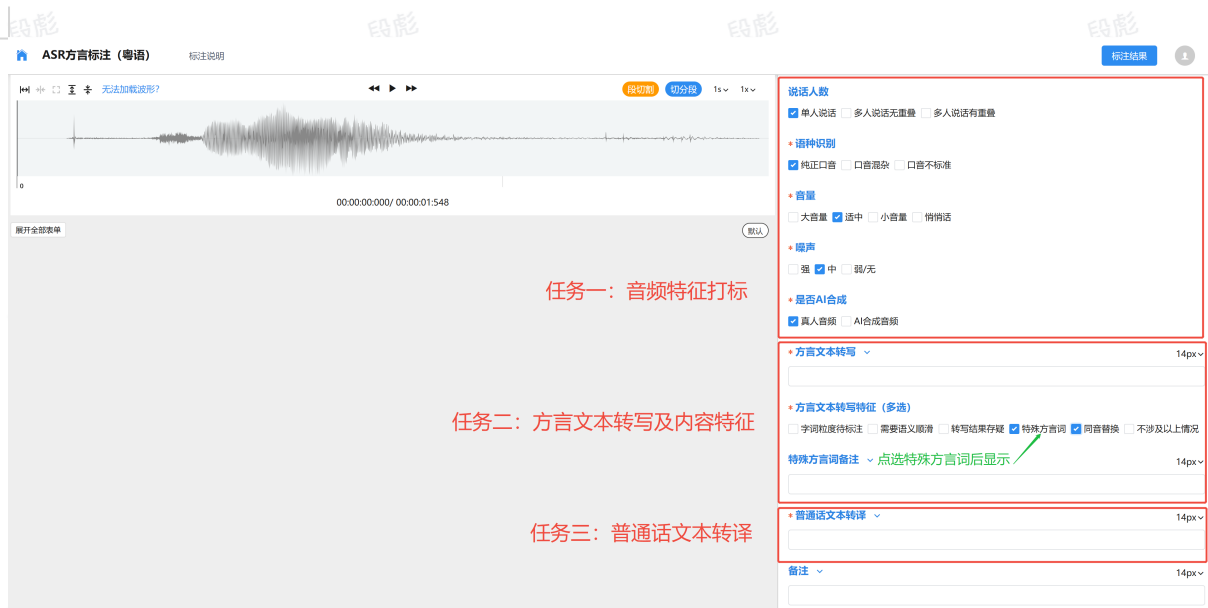 段彪 段彪 段彪 段彪
ASR方言标注（粤语） 标注说明 标注结果
无法加载波形? 段切割 切分段 1s 1x
0
00:00:00:000/ 00:00:01:548
展开全部表单 默认
说话人数
单人说话 多人说话无重叠 多人说话有重叠
* 语种识别
纯正口音 口音混杂 口音不标准
* 音量
大音量 适中 小音量 悄悄话
* 噪声
强 中 弱/无
任务一：音频特征打标
* 是否AI合成
真人音频 AI合成音频
* 方言文本转写 14px
任务二：方言文本转写及内容特征
* 方言文本转写特征（多选）
字词粒度待标注 需要语义顺滑 转写结果存疑 特殊方言词 同音替换 不涉及以上情况
特殊方言词备注 点选特殊方言词后显示 14px
任务三：普通话文本转译
* 普通话文本转译 14px
备注 14px